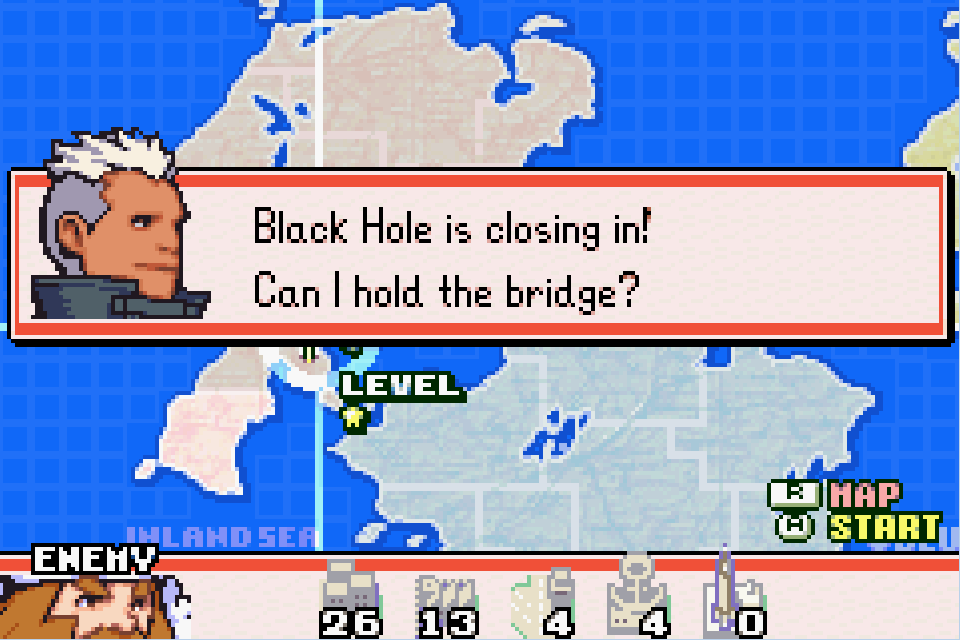 Black Hole is closing in!
Can I hold the bridge?
LEVEL
B MAP
START
INLAND SEA
ENEMY
26 13 4 4 0